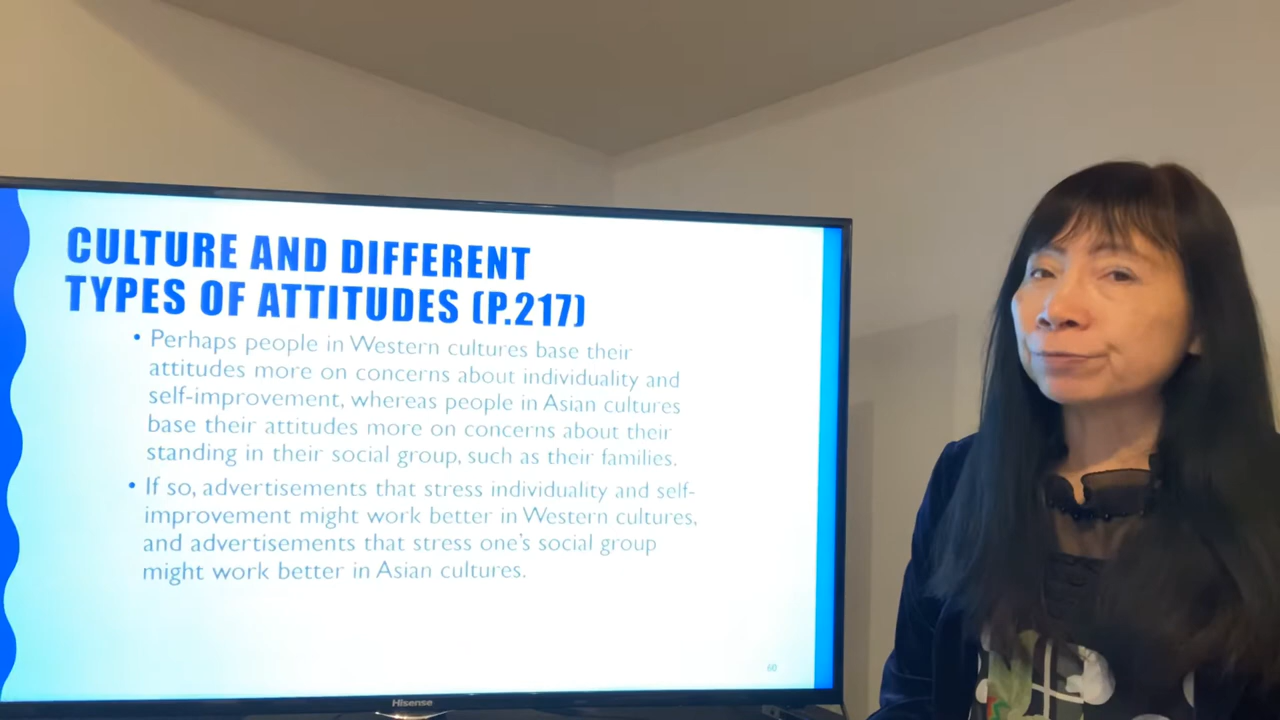 CULTURE AND DIFFERENT
TYPES OF ATTITUDES (P.217)
• Perhaps people in Western cultures base their
attitudes more on concerns about individuality and
self-improvement, whereas people in Asian cultures
base their attitudes more on concerns about their
standing in their social group, such as their families.
• If so, advertisements that stress individuality and self-
improvement might work better in Western cultures,
and advertisements that stress one's social group
might work better in Asian cultures.
60
Hisense